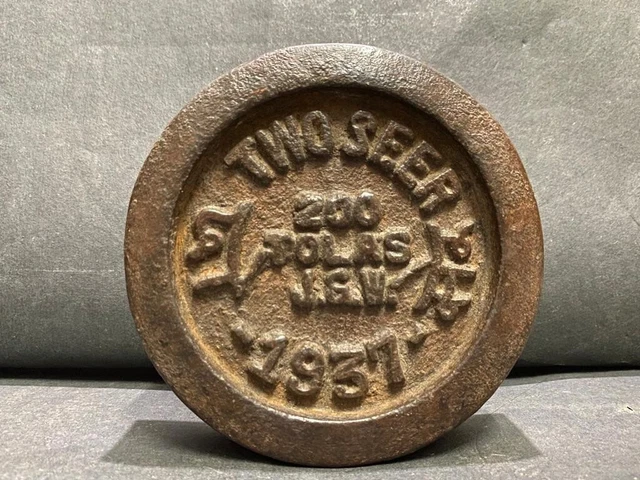 TWO SEER
200
TOLAS
J.G.W.
1937